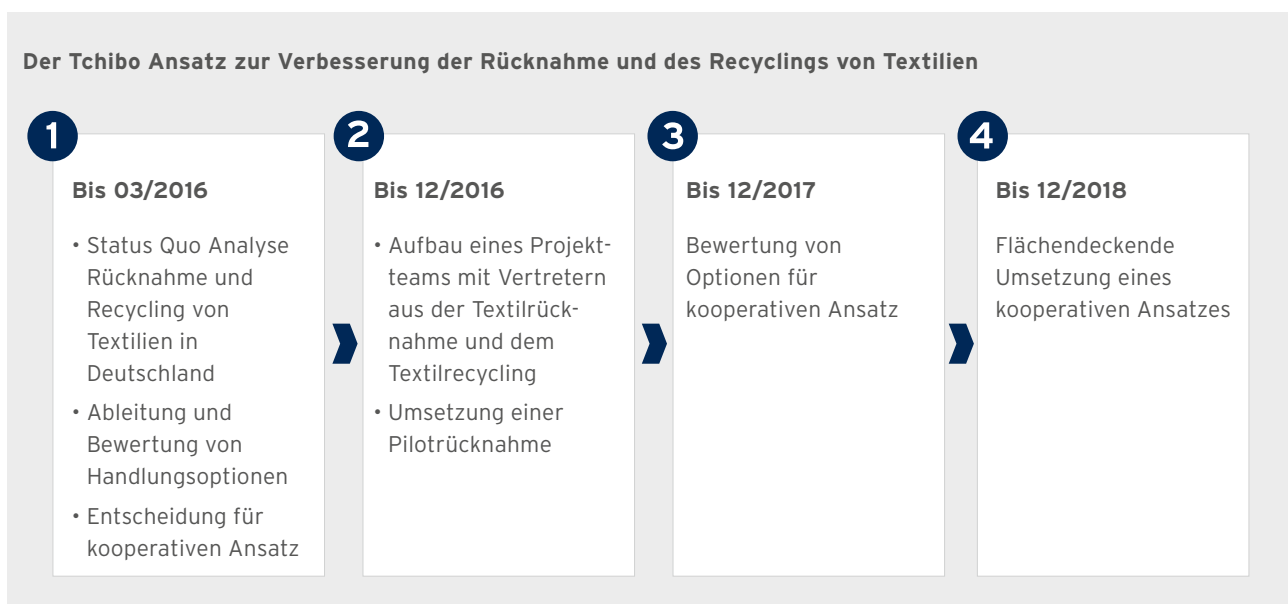 Der Tchibo Ansatz zur Verbesserung der Rücknahme und des Recyclings von Textilien
1
Bis 03/2016
• Status Quo Analyse
Rücknahme und
Recycling von
Textilien in
Deutschland
• Ableitung und
Bewertung von
Handlungsoptionen
• Entscheidung für
kooperativen Ansatz
2
Bis 12/2016
• Aufbau eines Projekt-
teams mit Vertretern
aus der Textilrück-
nahme und dem
Textilrecycling
• Umsetzung einer
Pilotrücknahme
3
Bis 12/2017
Bewertung von
Optionen für
kooperativen Ansatz
4
Bis 12/2018
Flächendeckende
Umsetzung eines
kooperativen Ansatzes